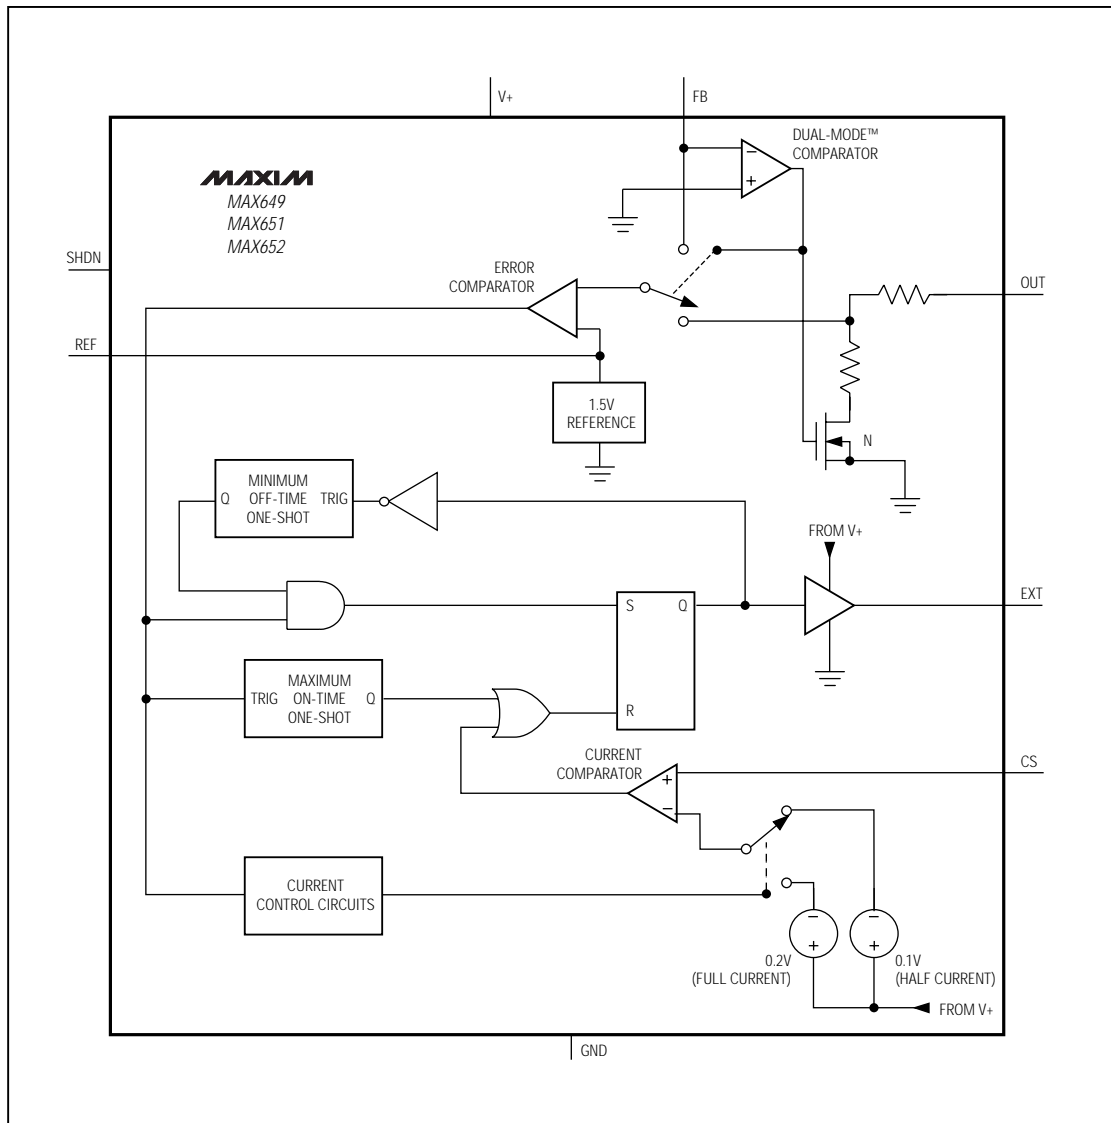 V+
FB
DUAL-MODE™
COMPARATOR
−
+
MAXIM
MAX649
MAX651
MAX652
SHDN
ERROR
COMPARATOR
OUT
REF
1.5V
REFERENCE
N
MINIMUM
Q OFF-TIME TRIG
ONE-SHOT
FROM V+
S Q
EXT
MAXIMUM
TRIG ON-TIME Q
ONE-SHOT
R
CURRENT
COMPARATOR
+
−
CS
CURRENT
CONTROL CIRCUITS
− −
+ +
0.2V
(FULL CURRENT)
0.1V
(HALF CURRENT)
FROM V+
GND